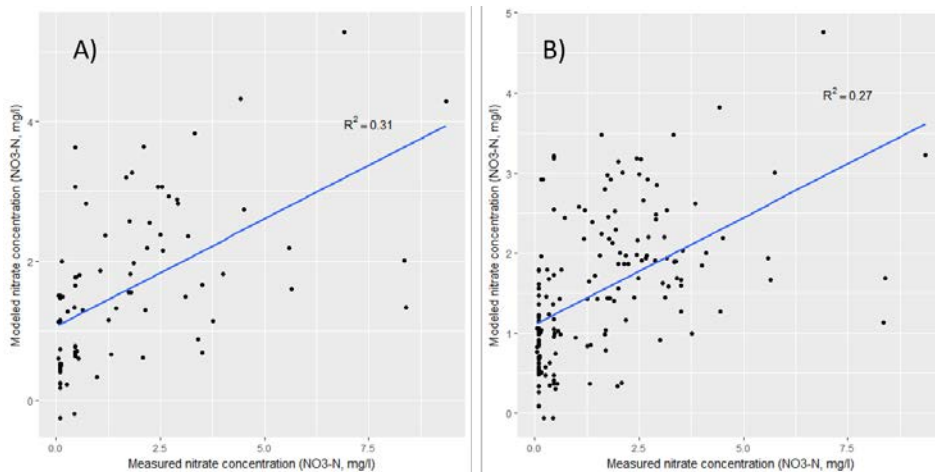 A)
R² = 0.31
Modeled nitrate concentration (NO3-N, mg/l)
4
2
0
0.0
2.5
5.0
7.5
Measured nitrate concentration (NO3-N, mg/l)
B)
R² = 0.27
Modeled nitrate concentration (NO3-N, mg/l)
5
4
3
2
1
0
0.0
2.5
5.0
7.5
Measured nitrate concentration (NO3-N, mg/l)